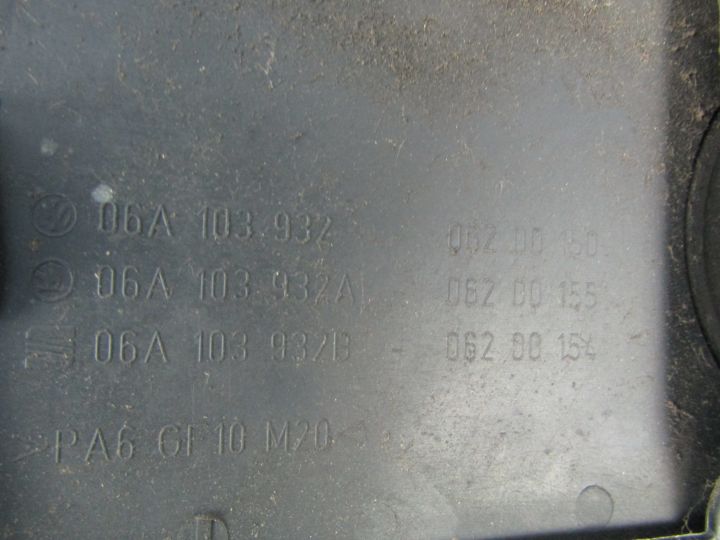 06A 103 932 062 00 150
06A 103 932A 062 00 155
06A 103 932B - 062 00 154
>PA6 GF10 M20<